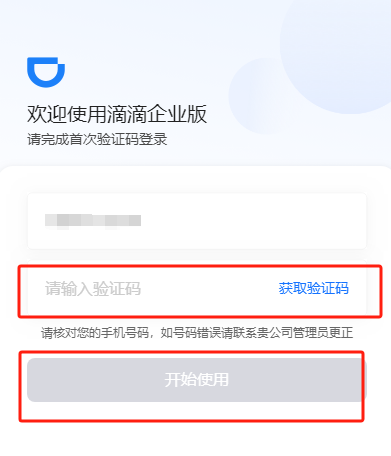 欢迎使用滴滴企业版
请完成首次验证码登录
请输入验证码 获取验证码
请核对您的手机号码，如号码错误请联系贵公司管理员更正
开始使用